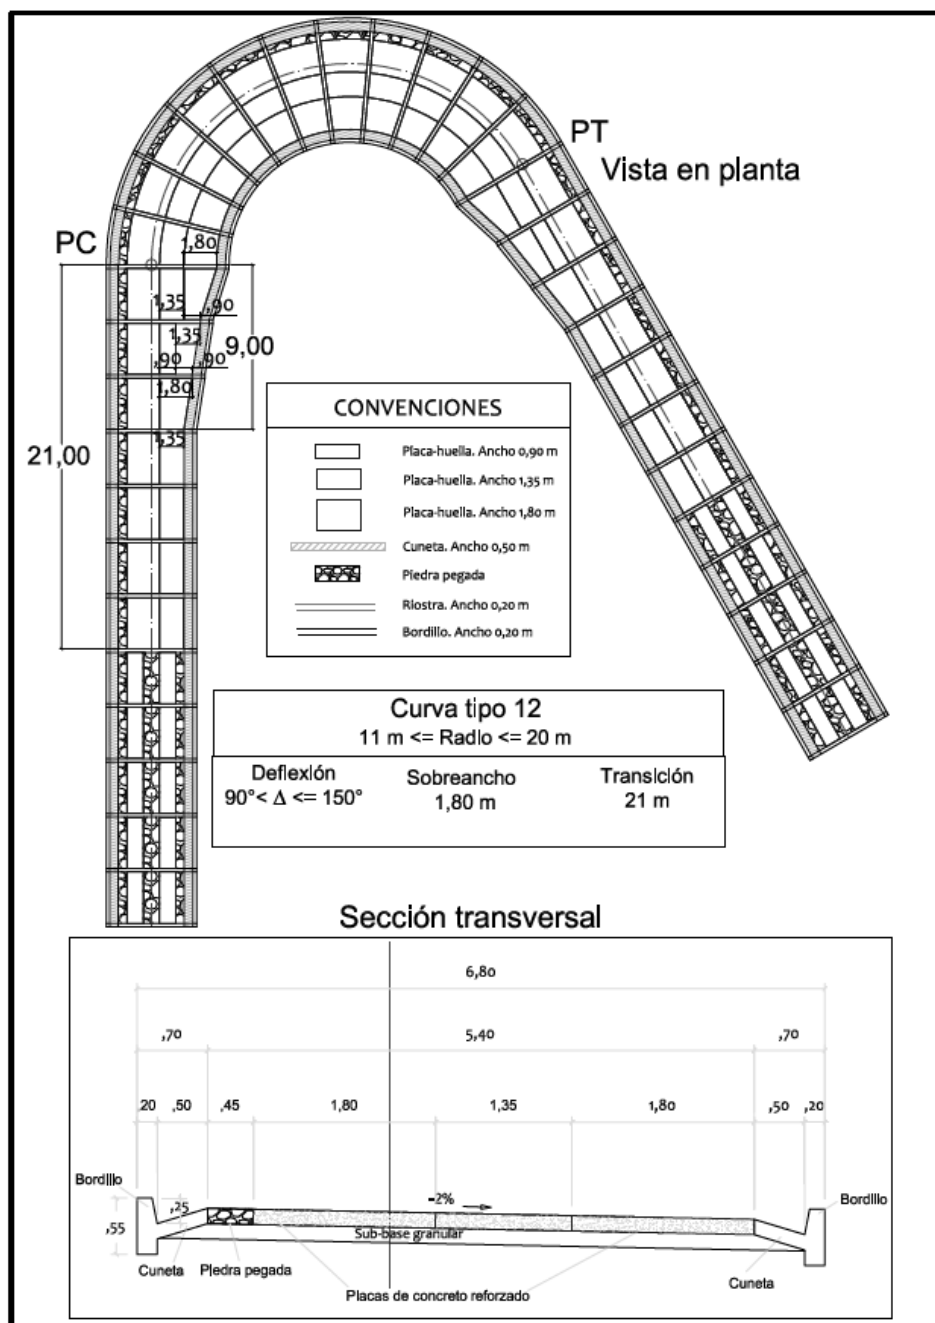 PT
Vista en planta
PC
1,80
1,35
,90
1,35
9,00
,90
,90
1,80
21,00
1,35
CONVENCIONES
Placa-huella. Ancho 0,90 m
Placa-huella. Ancho 1,35 m
Placa-huella. Ancho 1,80 m
Cuneta. Ancho 0,50 m
Piedra pegada
Riostra. Ancho 0,20 m
Bordillo. Ancho 0,20 m
Curva tipo 12
11 m <= Radio <= 20 m
Deflexión Sobreancho Transición
90°< Δ <= 150° 1,80 m 21 m
Sección transversal
6,80
,70 5,40 ,70
,20 ,50 ,45 1,80 1,35 1,80 ,50 ,20
Bordillo
,25
-2%
Bordillo
,55
Sub-base granular
Cuneta Piedra pegada
Cuneta
Placas de concreto reforzado